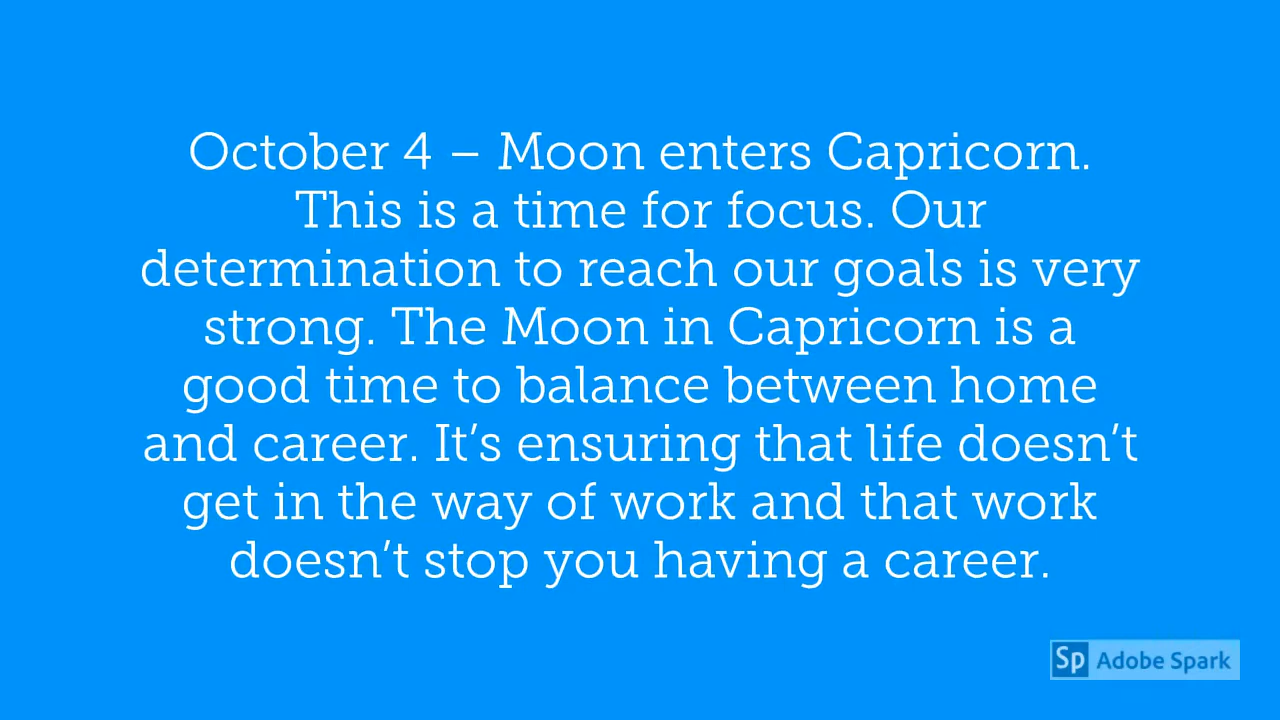 October 4 – Moon enters Capricorn.
This is a time for focus. Our
determination to reach our goals is very
strong. The Moon in Capricorn is a
good time to balance between home
and career. It’s ensuring that life doesn’t
get in the way of work and that work
doesn’t stop you having a career.
Sp Adobe Spark